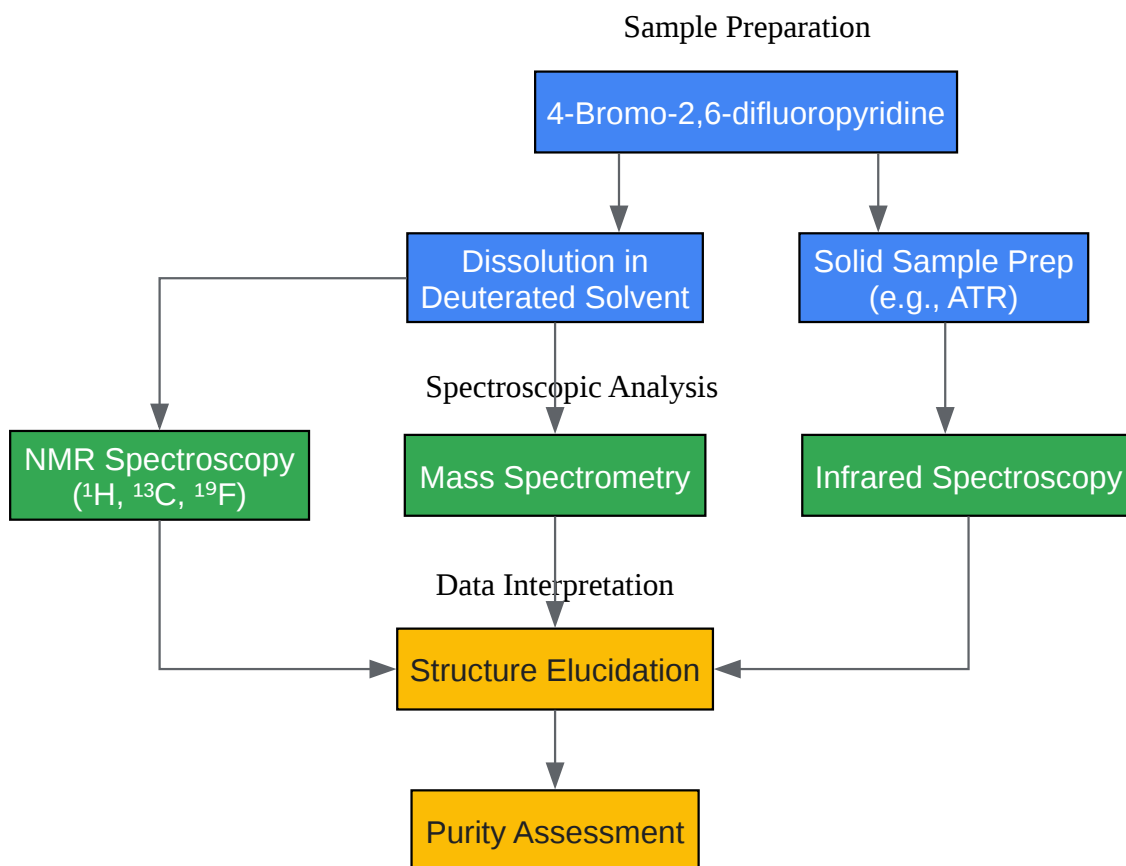 Sample Preparation
4-Bromo-2,6-difluoropyridine
Dissolution in
Deuterated Solvent
Solid Sample Prep
(e.g., ATR)
Spectroscopic Analysis
NMR Spectroscopy
(¹H, ¹³C, ¹⁹F)
Mass Spectrometry
Infrared Spectroscopy
Data Interpretation
Structure Elucidation
Purity Assessment